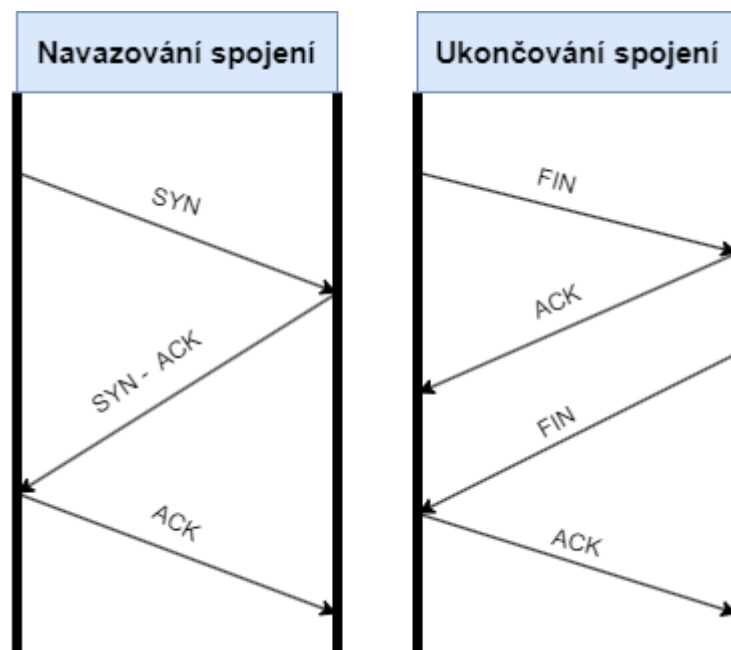 Navazování spojení
SYN
SYN - ACK
ACK
Ukončování spojení
FIN
ACK
FIN
ACK